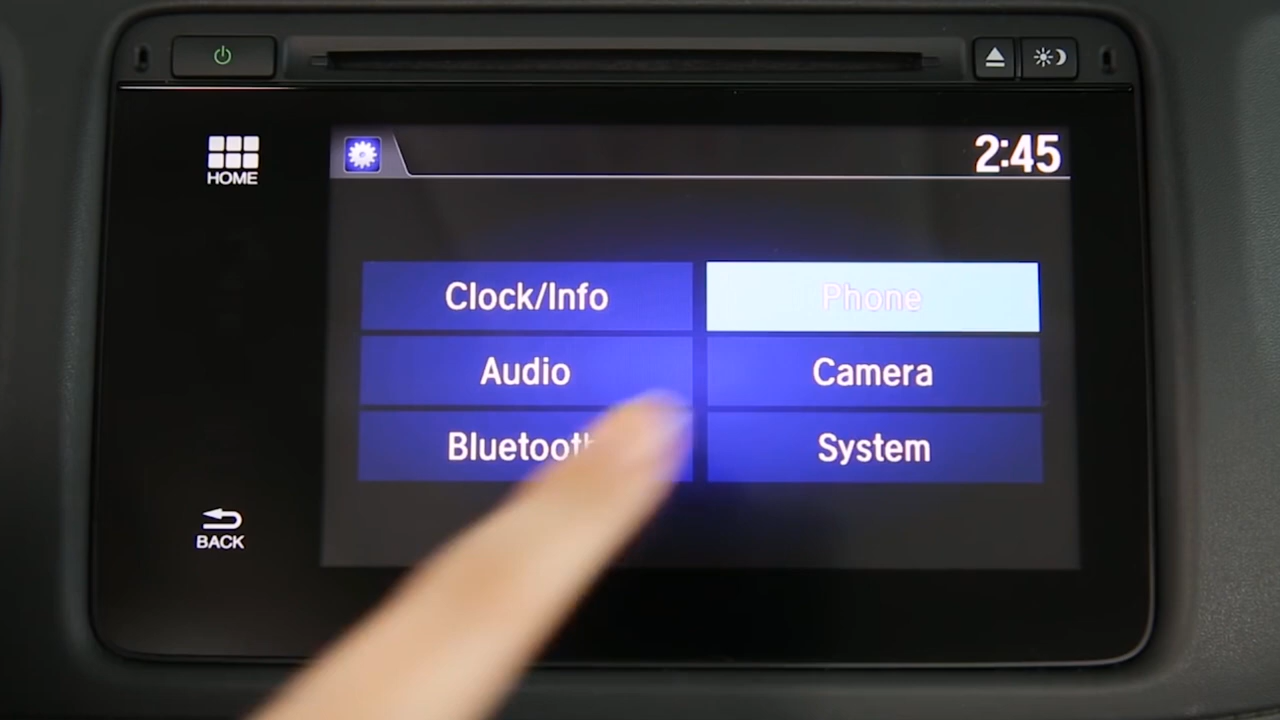 HOME
2:45
Clock/Info
Phone
Audio
Camera
Bluetooth
System
BACK